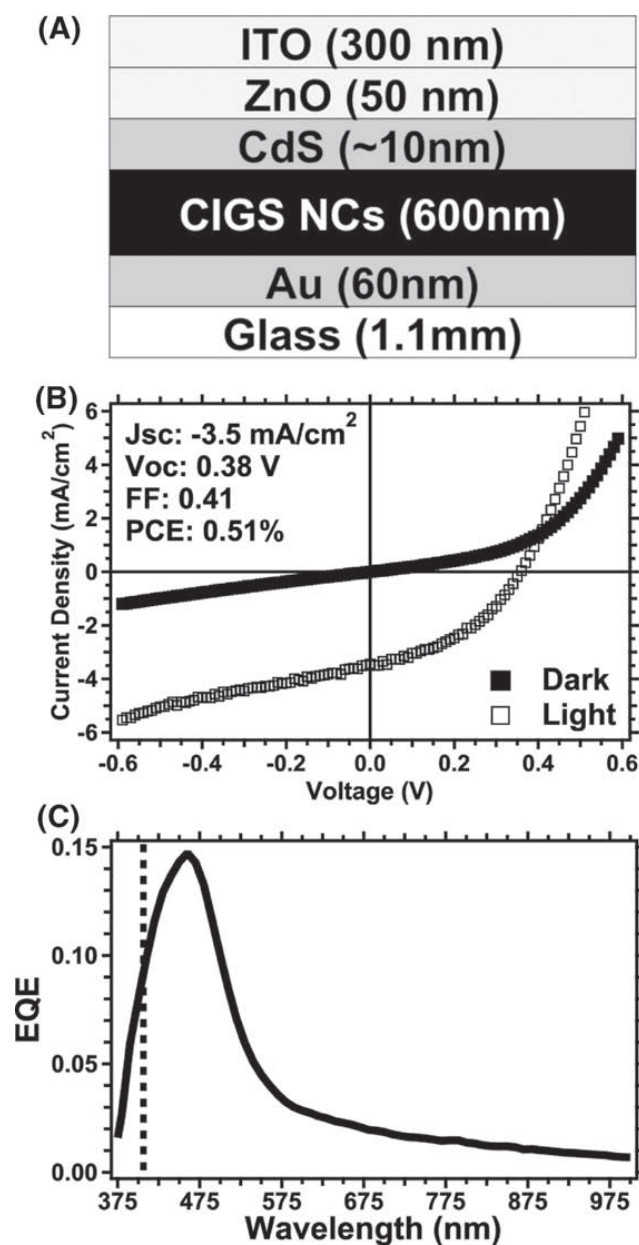 (A)
ITO (300 nm)
ZnO (50 nm)
CdS (~10nm)
CIGS NCs (600nm)
Au (60nm)
Glass (1.1mm)
(B)
6
4
2
0
-2
-4
-6
Current Density (mA/cm²)
Jsc: -3.5 mA/cm²
Voc: 0.38 V
FF: 0.41
PCE: 0.51%
Dark
Light
-0.6 -0.4 -0.2 0.0 0.2 0.4 0.6
Voltage (V)
(C)
0.15
0.10
0.05
0.00
EQE
375 475 575 675 775 875 975
Wavelength (nm)